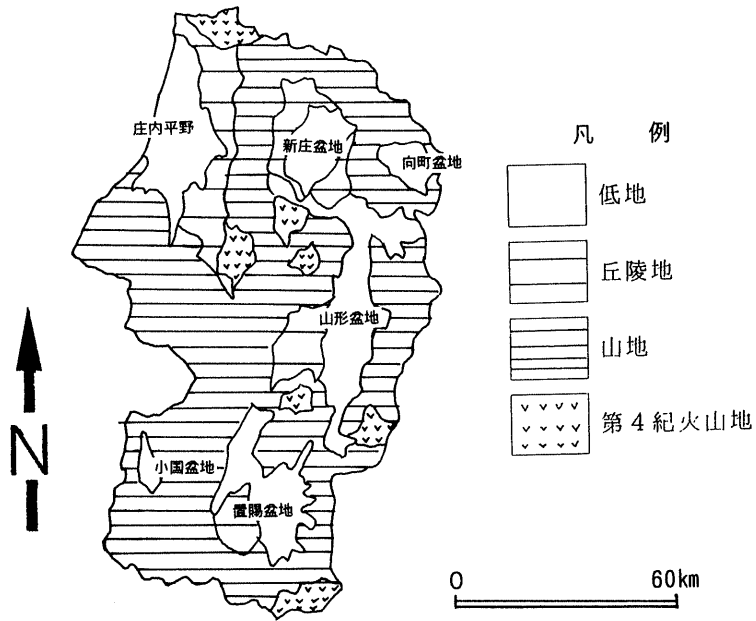 庄内平野
新庄盆地
向町盆地
山形盆地
小国盆地
置賜盆地
凡 例
低地
丘陵地
山地
第4紀火山地
N
0 60km